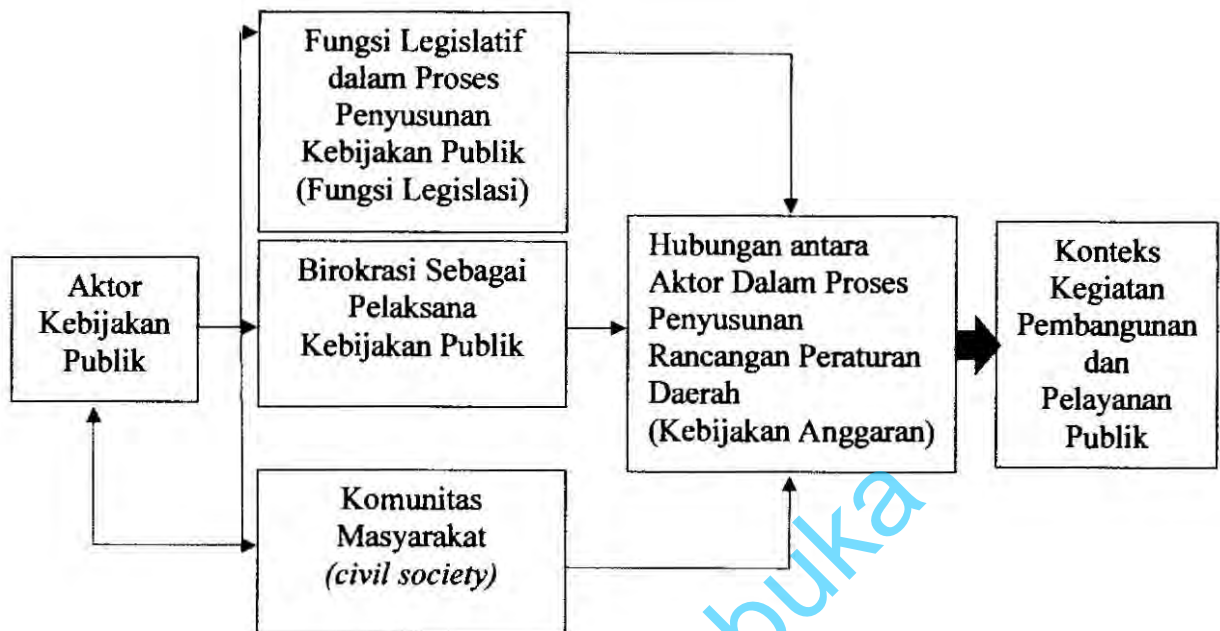 Fungsi Legislatif
dalam Proses
Penyusunan
Kebijakan Publik
(Fungsi Legislasi)
Aktor
Kebijakan
Publik
Birokrasi Sebagai
Pelaksana
Kebijakan Publik
Komunitas
Masyarakat
(civil society)
Hubungan antara
Aktor Dalam Proses
Penyusunan
Rancangan Peraturan
Daerah
(Kebijakan Anggaran)
Konteks
Kegiatan
Pembangunan
dan
Pelayanan
Publik
buka